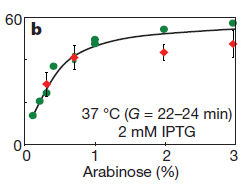 60
b
37 °C (G = 22–24 min)
2 mM IPTG
0
0 1 2 3
Arabinose (%)